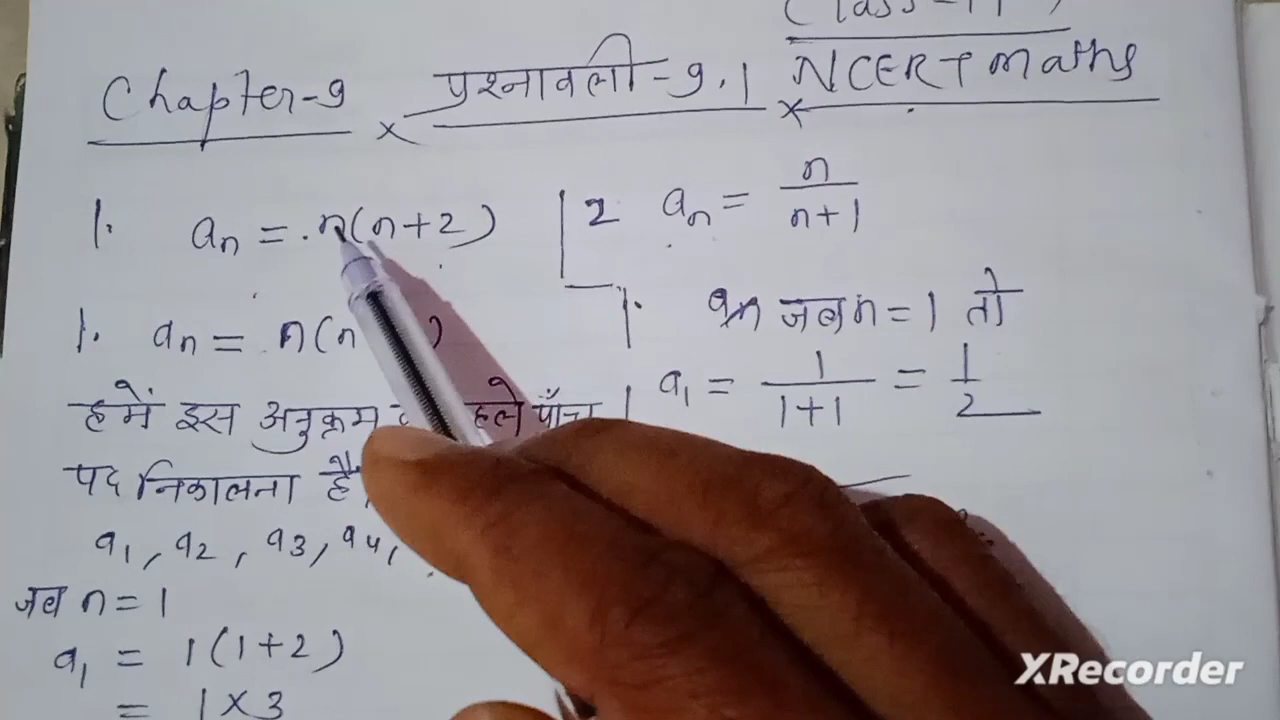 Class-11
Chapter-9 × प्रश्नावली-9.1 × NCERT maths
1. aₙ = n(n+2)
2 aₙ = n/(n+1)
1. aₙ = n(n )
हमें इस अनुक्रम पाँच
पद निकालना है
a₁, a₂, a₃, a₄,
जब n = 1
a₁ = 1(1+2)
= 1×3
1. जब n = 1 तो
a₁ = 1/(1+1) = 1/2
XRecorder